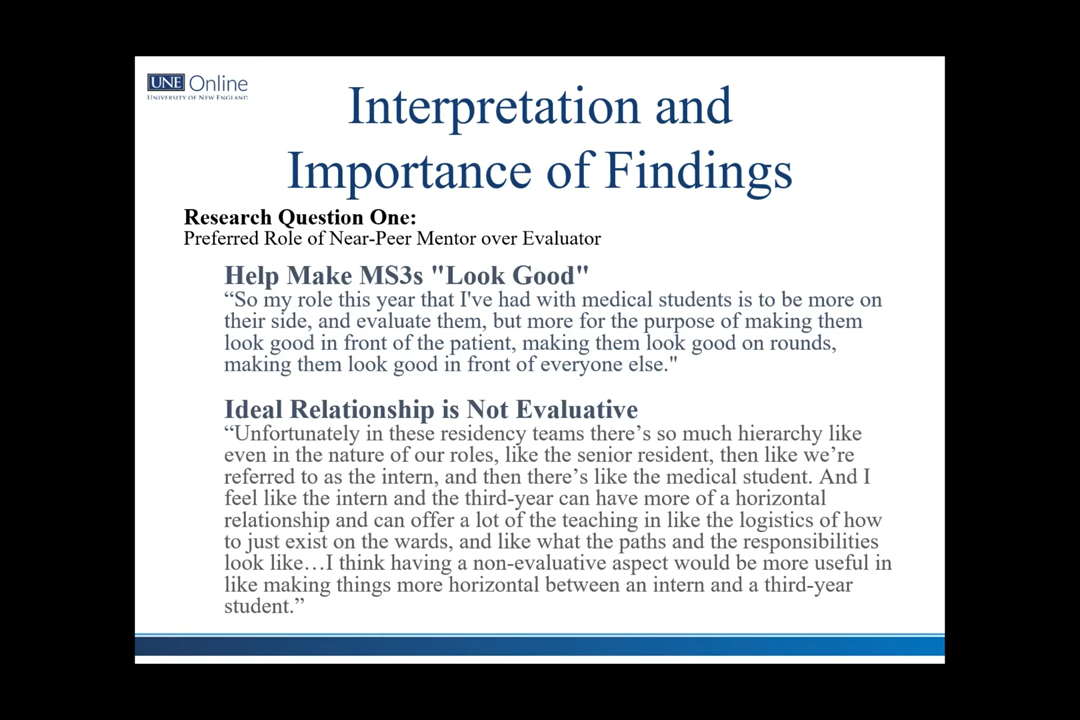 UNE Online
UNIVERSITY OF NEW ENGLAND
Interpretation and
Importance of Findings
Research Question One:
Preferred Role of Near-Peer Mentor over Evaluator
Help Make MS3s "Look Good"
“So my role this year that I've had with medical students is to be more on
their side, and evaluate them, but more for the purpose of making them
look good in front of the patient, making them look good on rounds,
making them look good in front of everyone else."
Ideal Relationship is Not Evaluative
“Unfortunately in these residency teams there’s so much hierarchy like
even in the nature of our roles, like the senior resident, then like we’re
referred to as the intern, and then there’s like the medical student. And I
feel like the intern and the third-year can have more of a horizontal
relationship and can offer a lot of the teaching in like the logistics of how
to just exist on the wards, and like what the paths and the responsibilities
look like…I think having a non-evaluative aspect would be more useful in
like making things more horizontal between an intern and a third-year
student.”